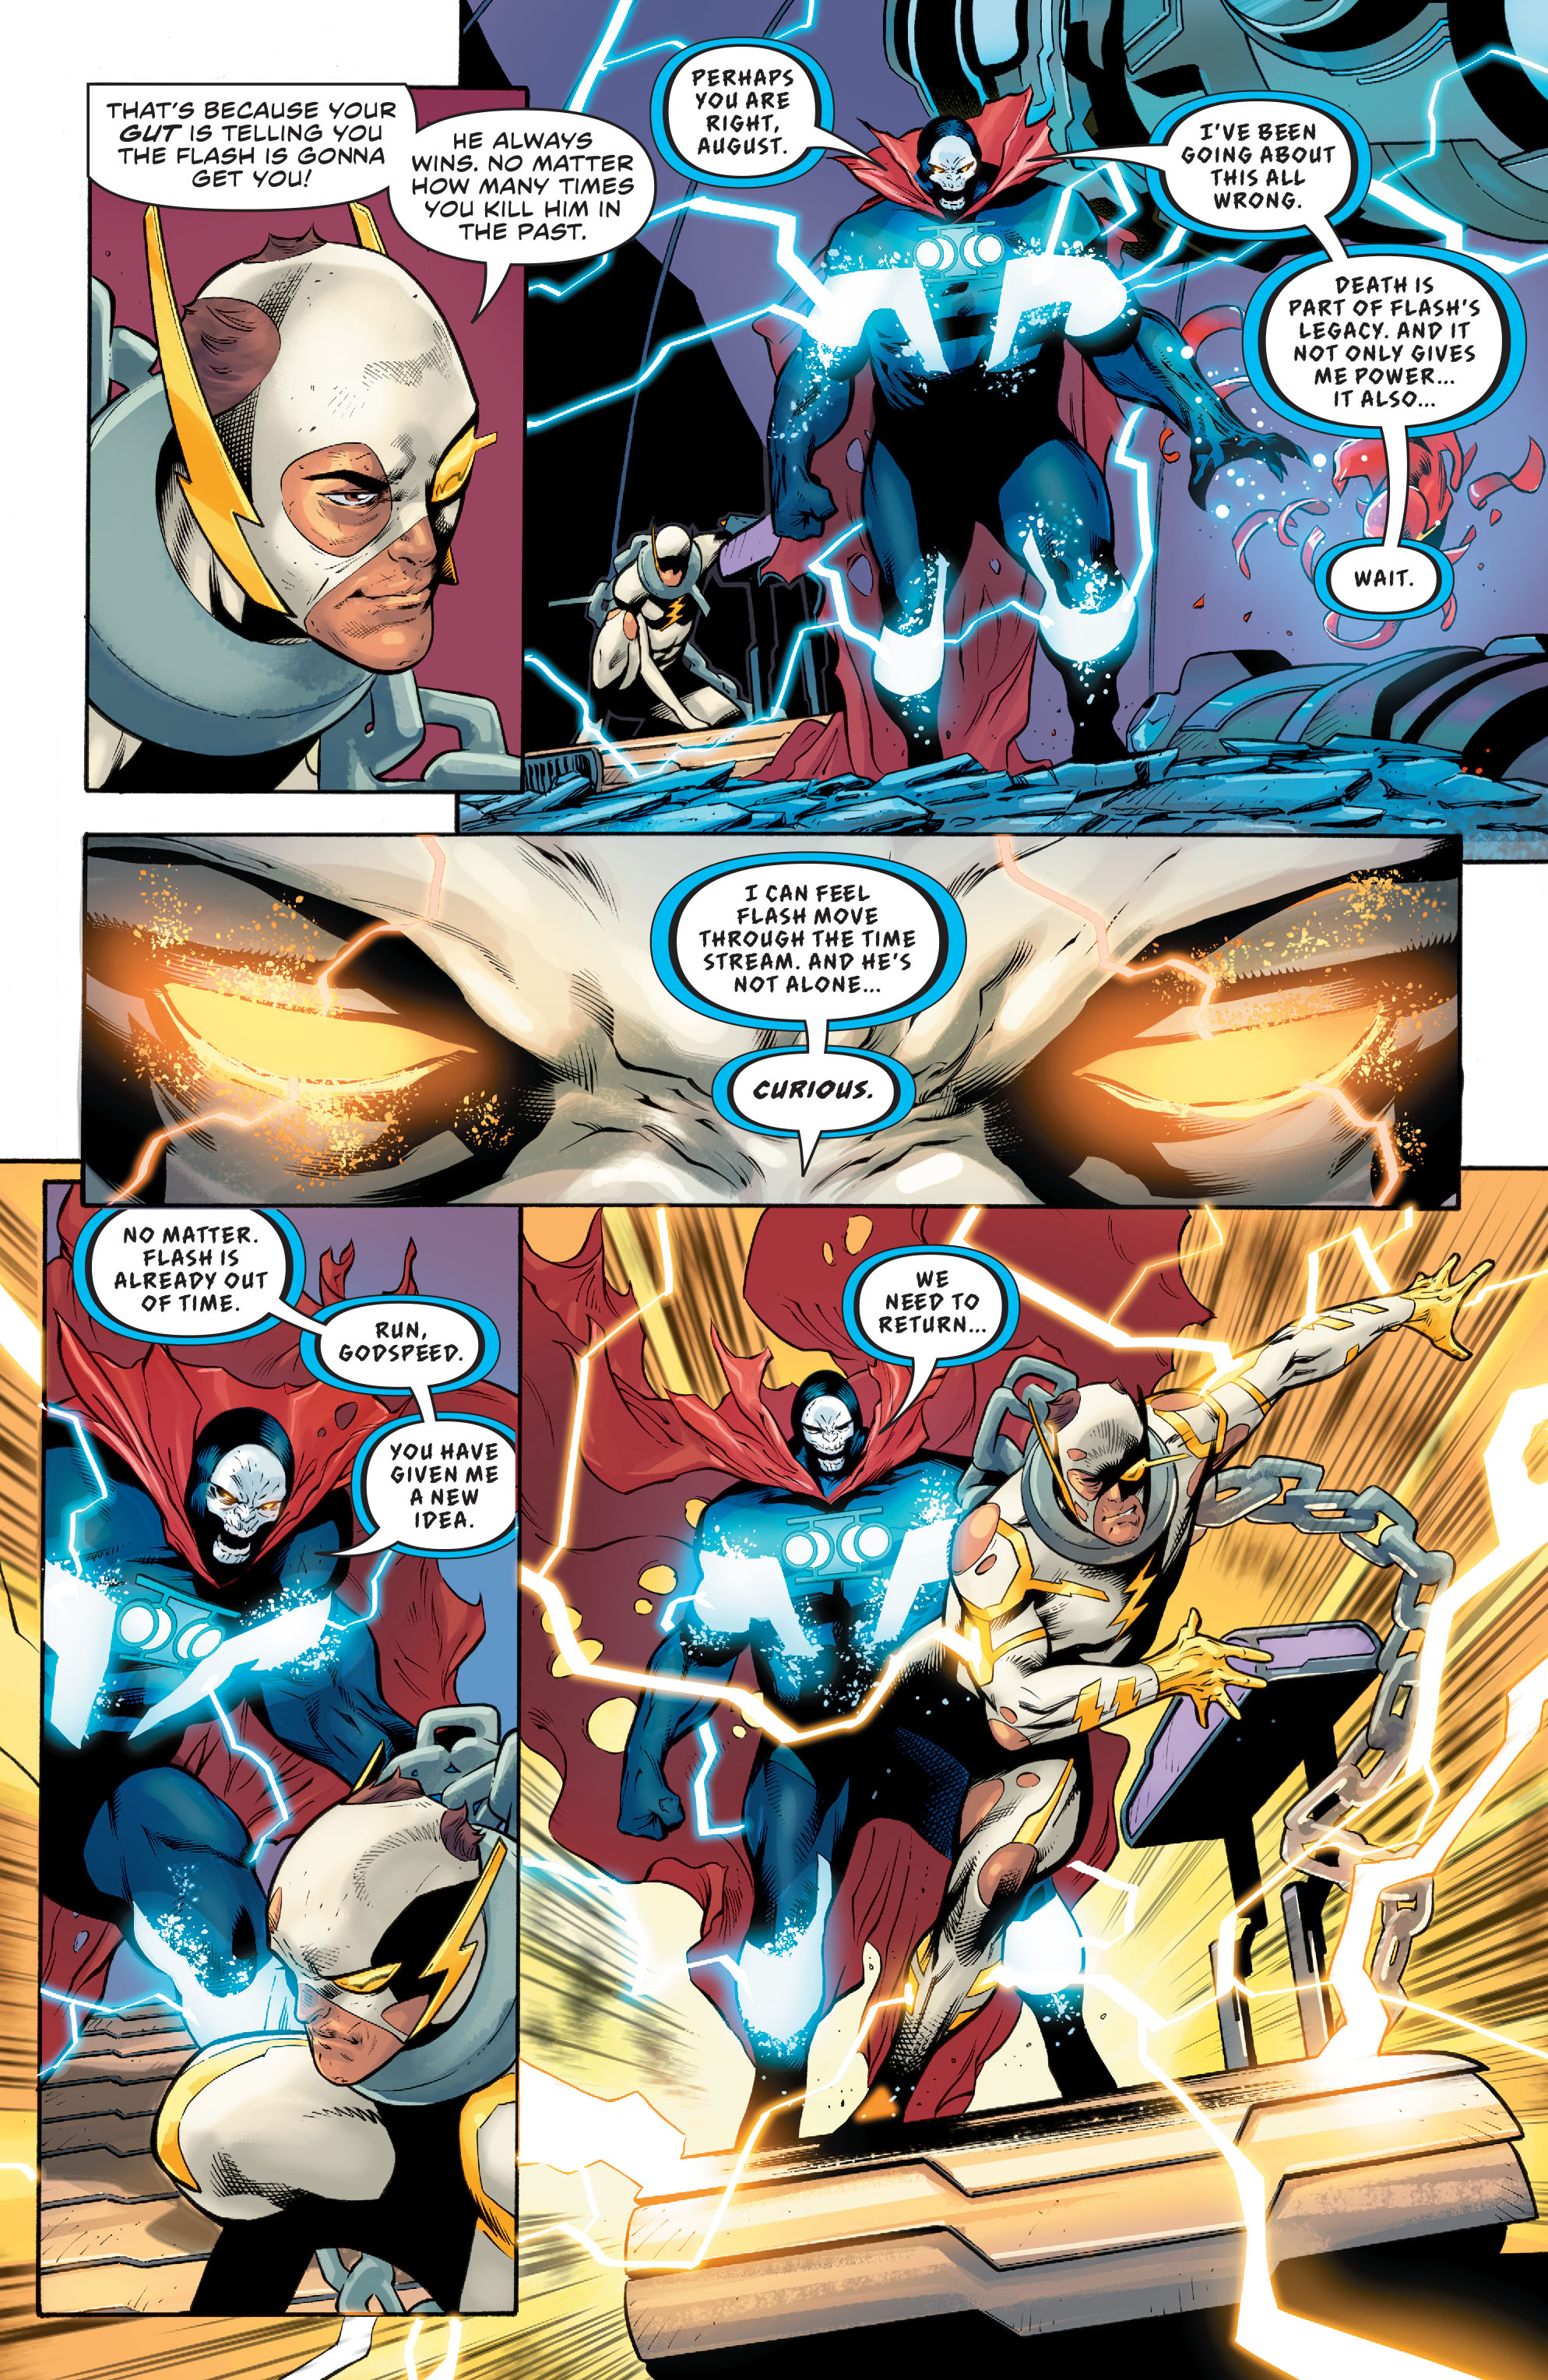 THAT'S BECAUSE YOUR
GUT IS TELLING YOU
THE FLASH IS GONNA
GET YOU!
HE ALWAYS
WINS. NO MATTER
HOW MANY TIMES
YOU KILL HIM IN
THE PAST.
PERHAPS
YOU ARE
RIGHT,
AUGUST.
I'VE BEEN
GOING ABOUT
THIS ALL
WRONG.
DEATH IS
PART OF FLASH'S
LEGACY. AND IT
NOT ONLY GIVES
ME POWER...
IT ALSO...
WAIT.
I CAN FEEL
FLASH MOVE
THROUGH THE TIME
STREAM. AND HE'S
NOT ALONE...
CURIOUS.
NO MATTER.
FLASH IS
ALREADY OUT
OF TIME.
RUN,
GODSPEED.
YOU HAVE
GIVEN ME
A NEW
IDEA.
WE
NEED TO
RETURN...